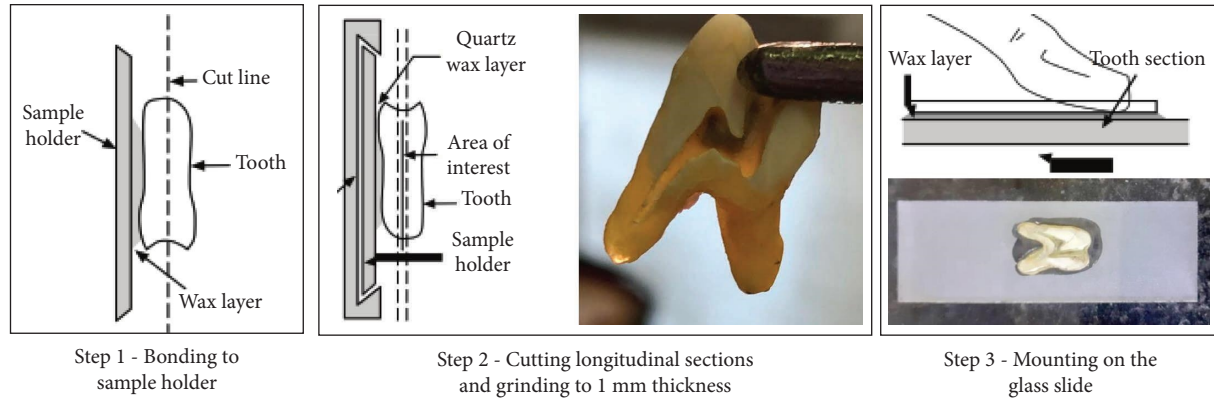 Cut line
Sample
holder
Tooth
Wax layer
Step 1 - Bonding to
sample holder
Quartz
wax layer
Area of
interest
Tooth
Sample
holder
Step 2 - Cutting longitudinal sections
and grinding to 1 mm thickness
Wax layer
Tooth section
Step 3 - Mounting on the
glass slide